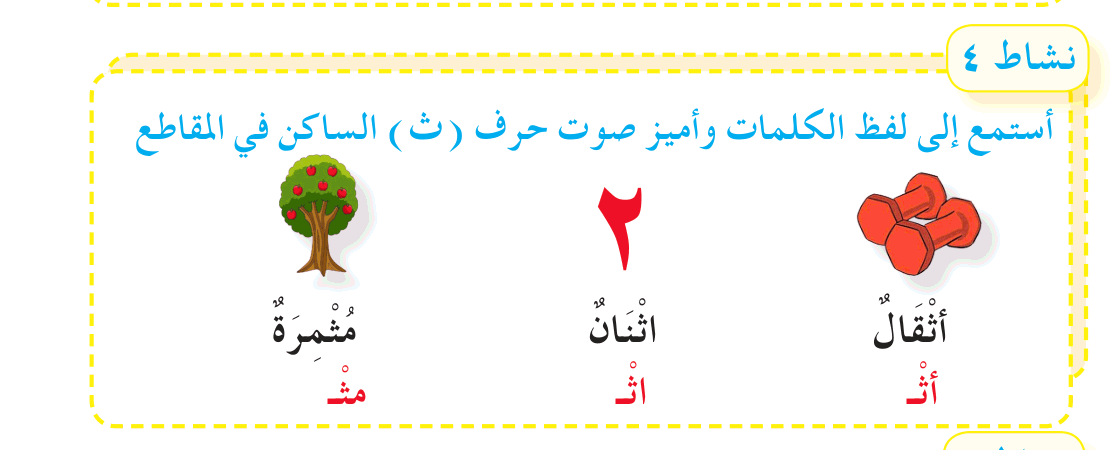 نشاط ٤
أستمع إلى لفظ الكلمات وأميز صوت حرف (ث) الساكن في المقاطع
٢
أثْقَالٌ اثْنَانٌ مُثْمِرَةٌ
أثْـ اثْـ مثْـ